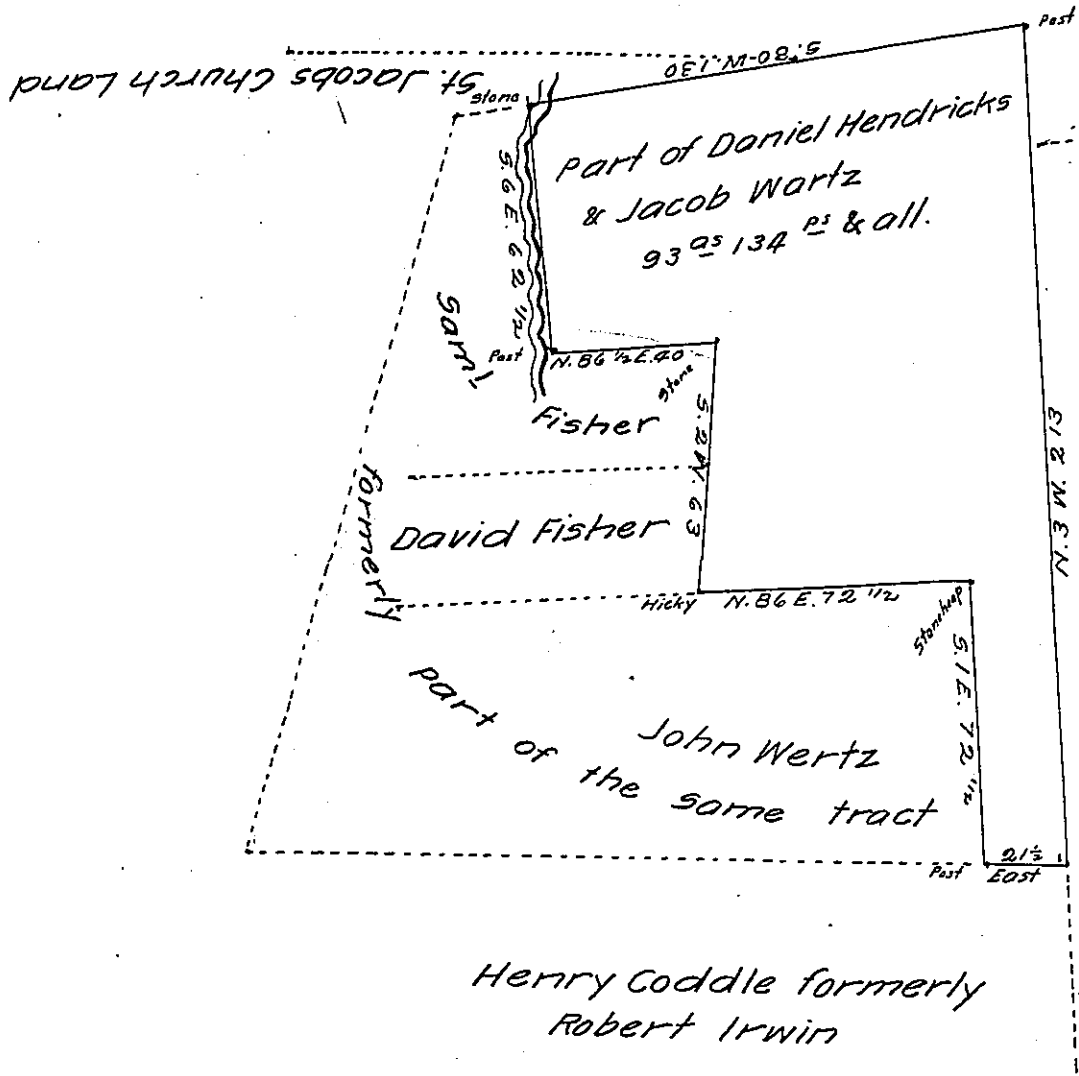 Post
S. 80 W. 130
St. Jacobs Church Land
Stone
Part of Daniel Hendricks
& Jacob Wartz
93 as 134 ps & all.
S. 6 E. 62 1/2
Sam!
Post
N. 86 1/2 E. 40
Stone
Fisher
S. 2 W. 63
N. 3 W. 213
formerly
David Fisher
Hicky
N. 86 E. 72 1/2
Stoneheap
S. 1 E. 72 1/2
John Wertz
part of the same tract
Post
21 1/2
East
Henry Coddle formerly
Robert Irwin